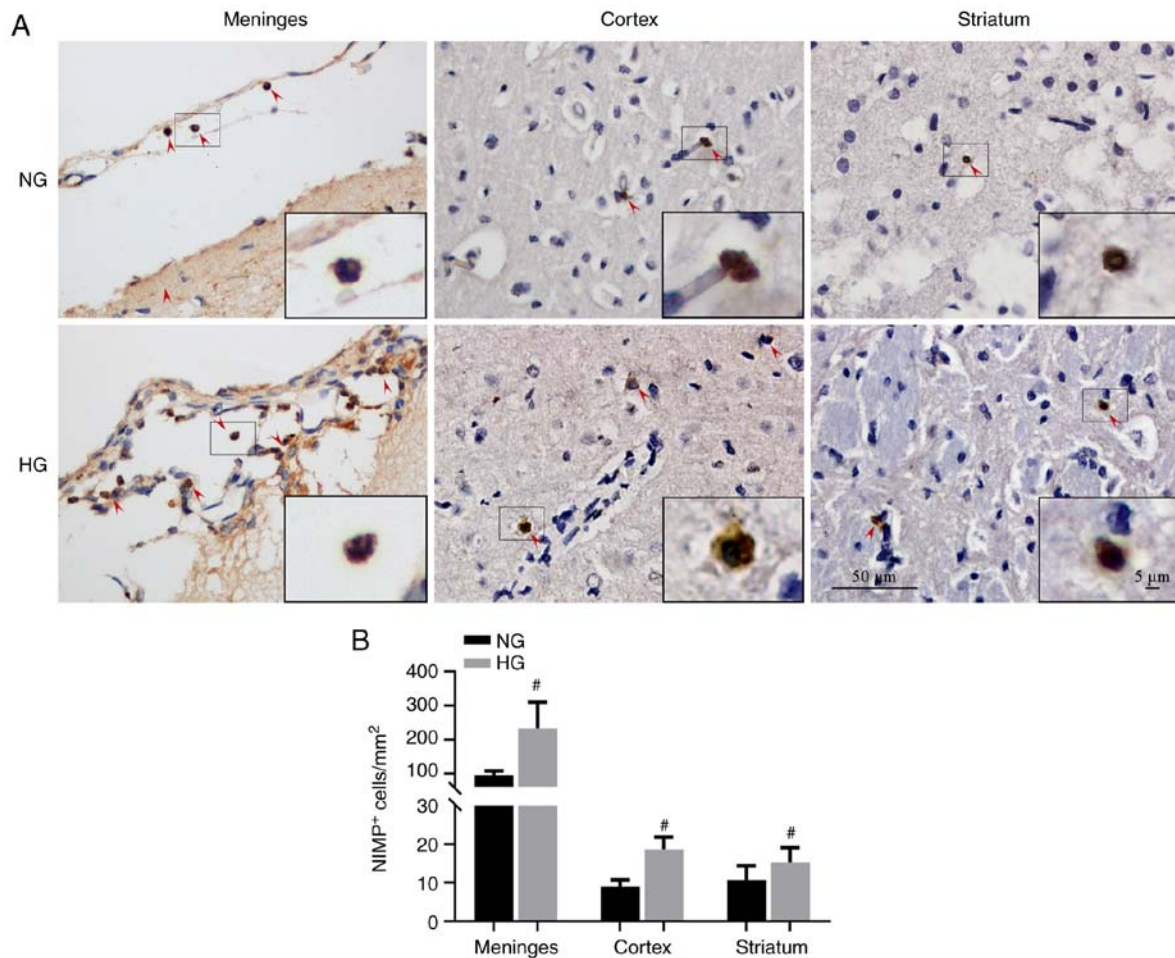 A
Meninges Cortex Striatum
NG
HG
50 µm
5 µm
B
NG
HG
NIMP⁺ cells/mm²
400
300
200
100
30
20
10
0
# # #
Meninges Cortex Striatum